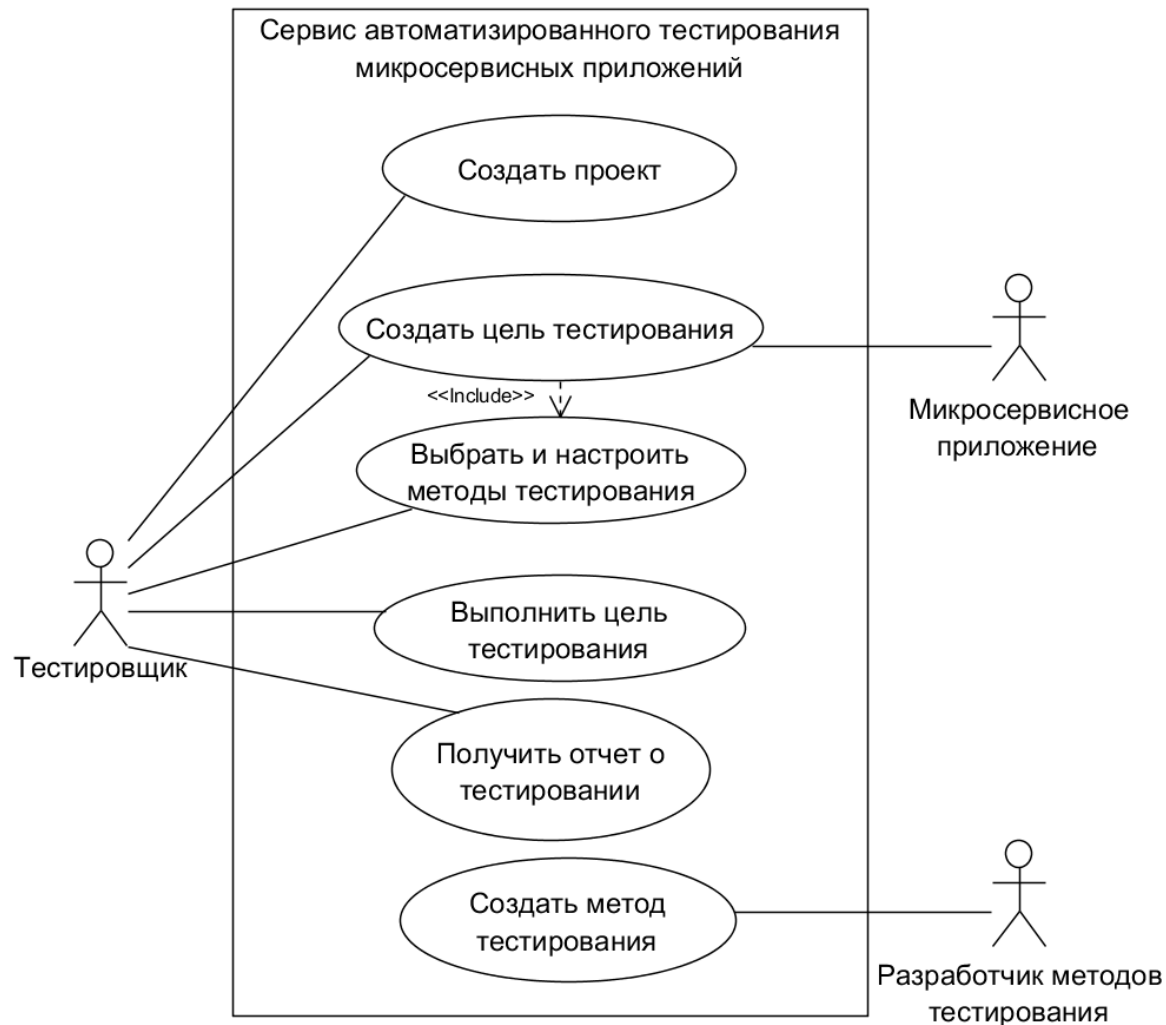 Сервис автоматизированного тестирования
микросервисных приложений
Создать проект
Создать цель тестирования
<<Include>>
Микросервисное
приложение
Выбрать и настроить
методы тестирования
Выполнить цель
тестирования
Тестировщик
Получить отчет о
тестировании
Создать метод
тестирования
Разработчик методов
тестирования